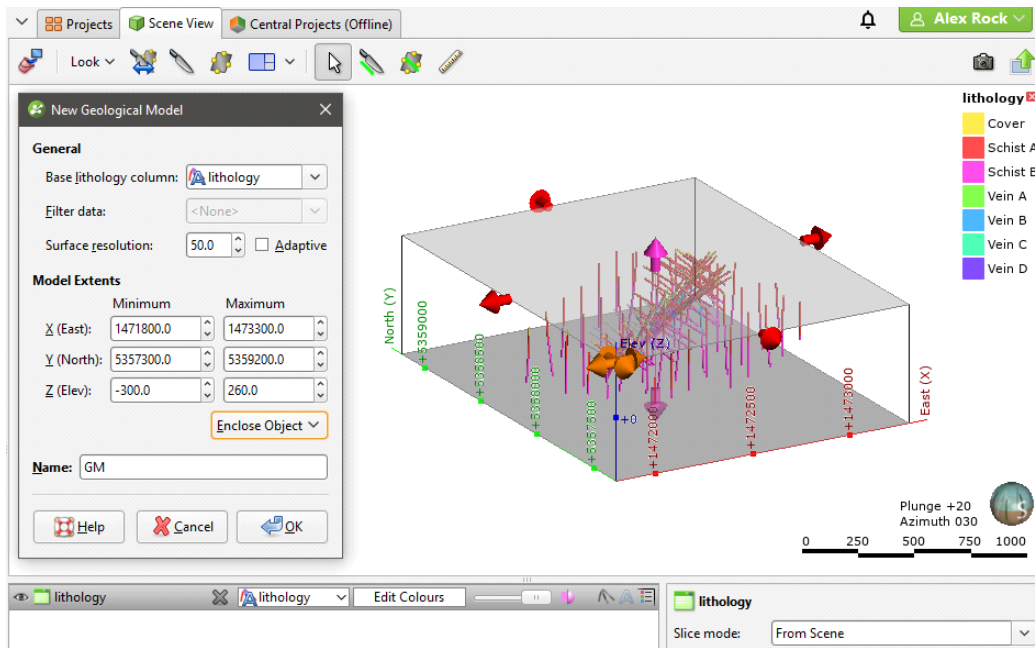 Projects Scene View Central Projects (Offline) Alex Rock
Look
New Geological Model
General
Base lithology column: lithology
Filter data: <None>
Surface resolution: 50.0 Adaptive
Model Extents
Minimum Maximum
X (East): 1471800.0 1473300.0
Y (North): 5357300.0 5359200.0
Z (Elev): -300.0 260.0
Enclose Object
Name: GM
Help Cancel OK
lithology
Cover
Schist A
Schist B
Vein A
Vein B
Vein C
Vein D
North (Y)
+5359000
+5358500
+5358000
+5357500
Elev (Z)
+0
+1472000
+1472500
+1473000
East (X)
Plunge +20
Azimuth 030
0 250 500 750 1000
S
lithology lithology Edit Colours
lithology
Slice mode: From Scene